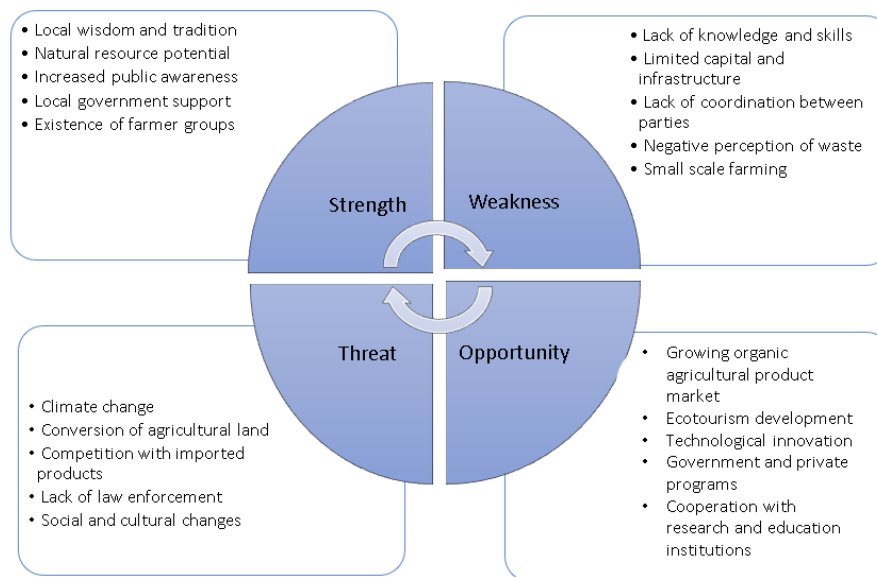 • Local wisdom and tradition
• Natural resource potential
• Increased public awareness
• Local government support
• Existence of farmer groups
• Lack of knowledge and skills
• Limited capital and
infrastructure
• Lack of coordination between
parties
• Negative perception of waste
• Small scale farming
Strength
Weakness
Threat
Opportunity
• Climate change
• Conversion of agricultural land
• Competition with imported
products
• Lack of law enforcement
• Social and cultural changes
• Growing organic
agricultural product
market
• Ecotourism development
• Technological innovation
• Government and private
programs
• Cooperation with
research and education
institutions